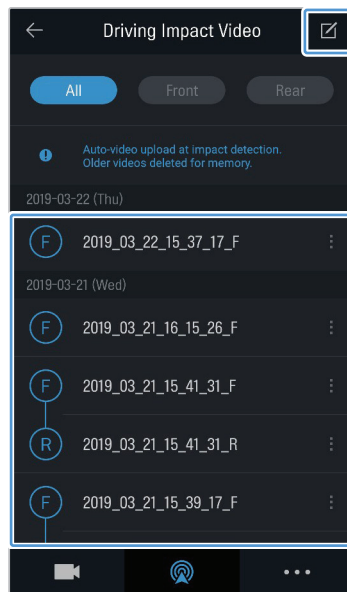 Driving Impact Video
All Front Rear
Auto-video upload at impact detection.
Older videos deleted for memory.
2019-03-22 (Thu)
F 2019_03_22_15_37_17_F
2019-03-21 (Wed)
F 2019_03_21_16_15_26_F
F 2019_03_21_15_41_31_F
R 2019_03_21_15_41_31_R
F 2019_03_21_15_39_17_F